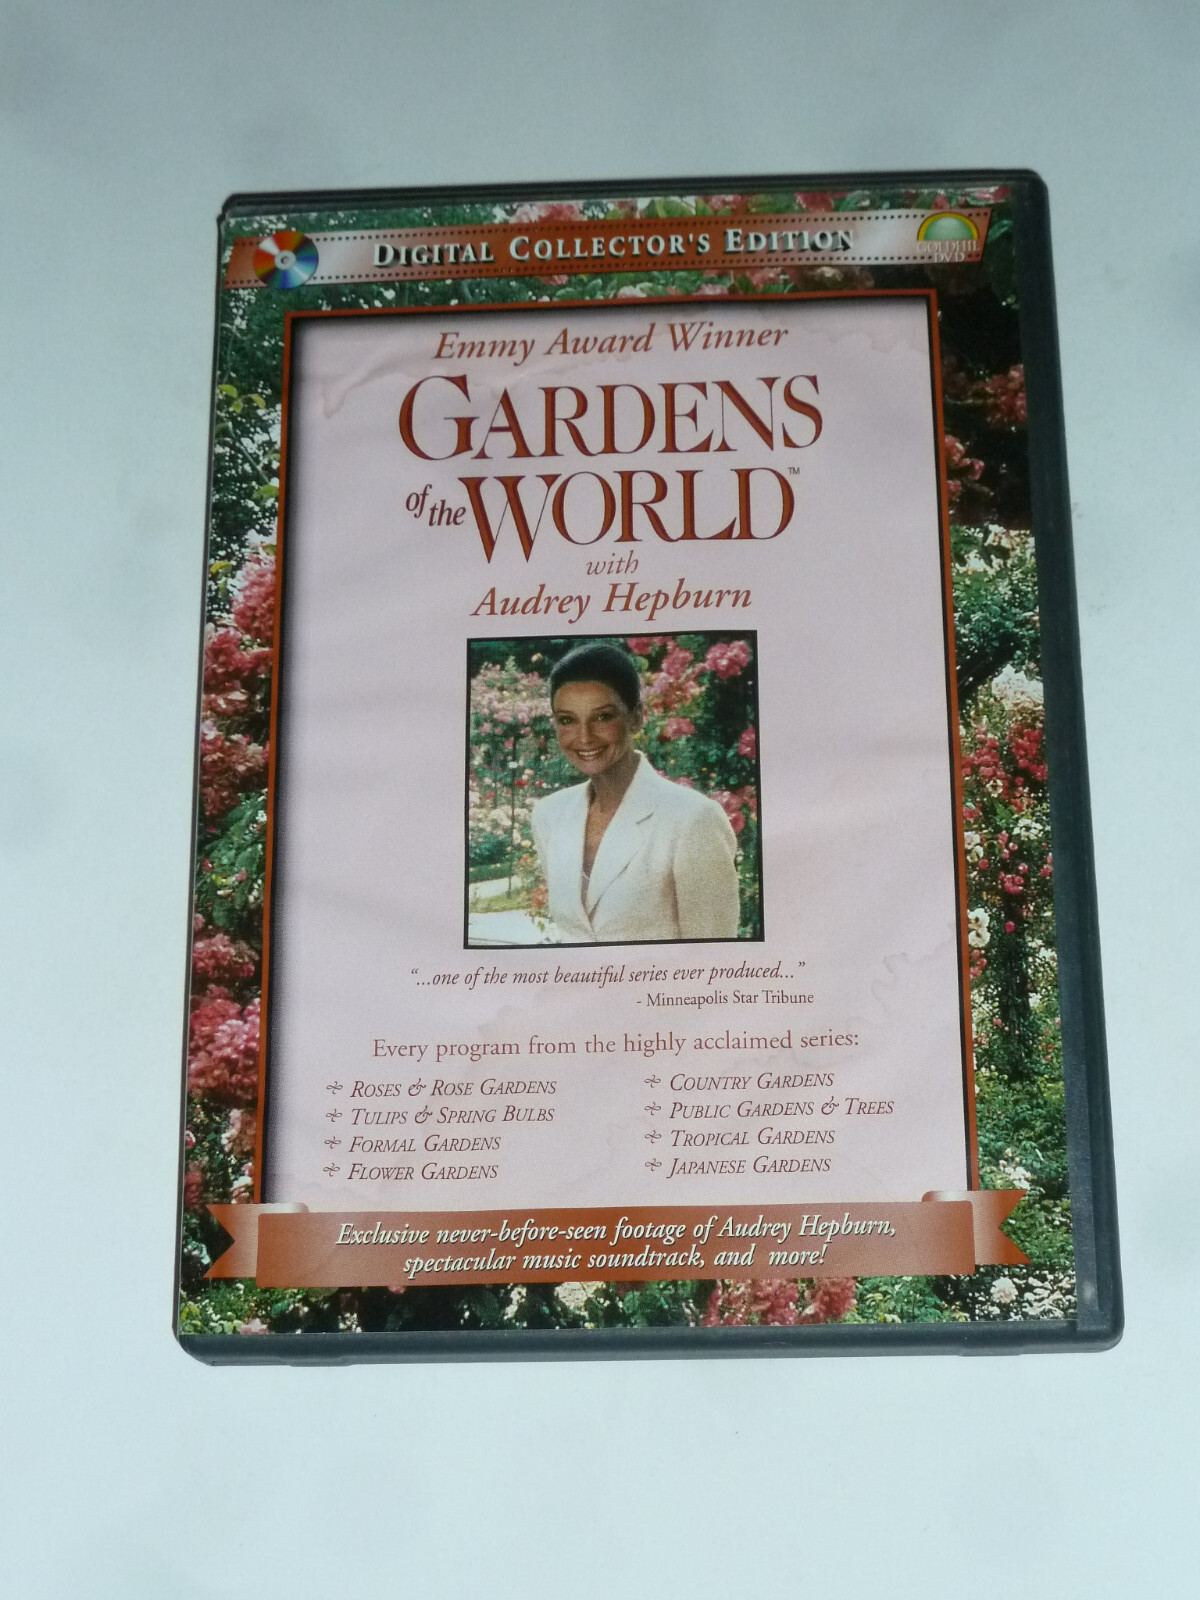 DIGITAL COLLECTOR'S EDITION
GOLDHIL
DVD
Emmy Award Winner
GARDENS
of the WORLD™
with
Audrey Hepburn
“...one of the most beautiful series ever produced...”
- Minneapolis Star Tribune
Every program from the highly acclaimed series:
ROSES & ROSE GARDENS
TULIPS & SPRING BULBS
FORMAL GARDENS
FLOWER GARDENS
COUNTRY GARDENS
PUBLIC GARDENS & TREES
TROPICAL GARDENS
JAPANESE GARDENS
Exclusive never-before-seen footage of Audrey Hepburn,
spectacular music soundtrack, and more!